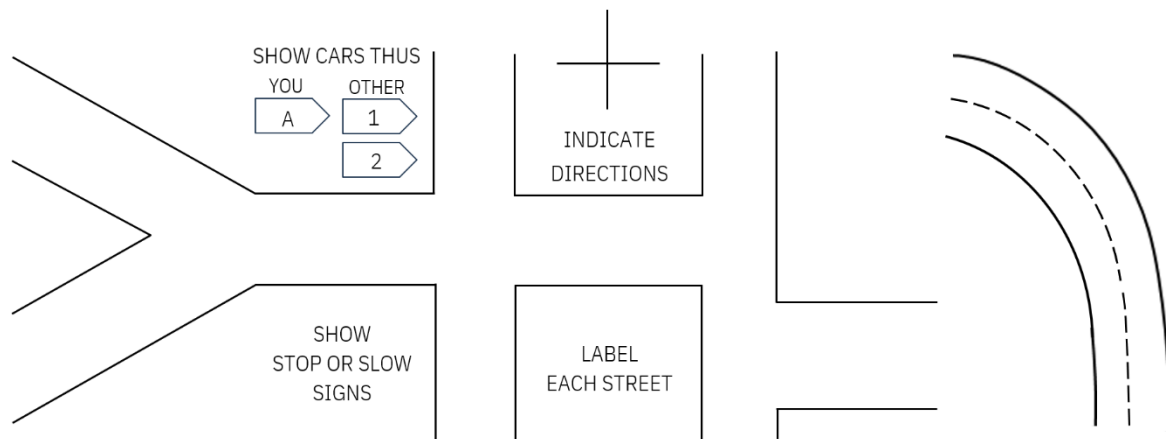 SHOW CARS THUS
YOU OTHER
A 1
2
INDICATE
DIRECTIONS
SHOW
STOP OR SLOW
SIGNS
LABEL
EACH STREET